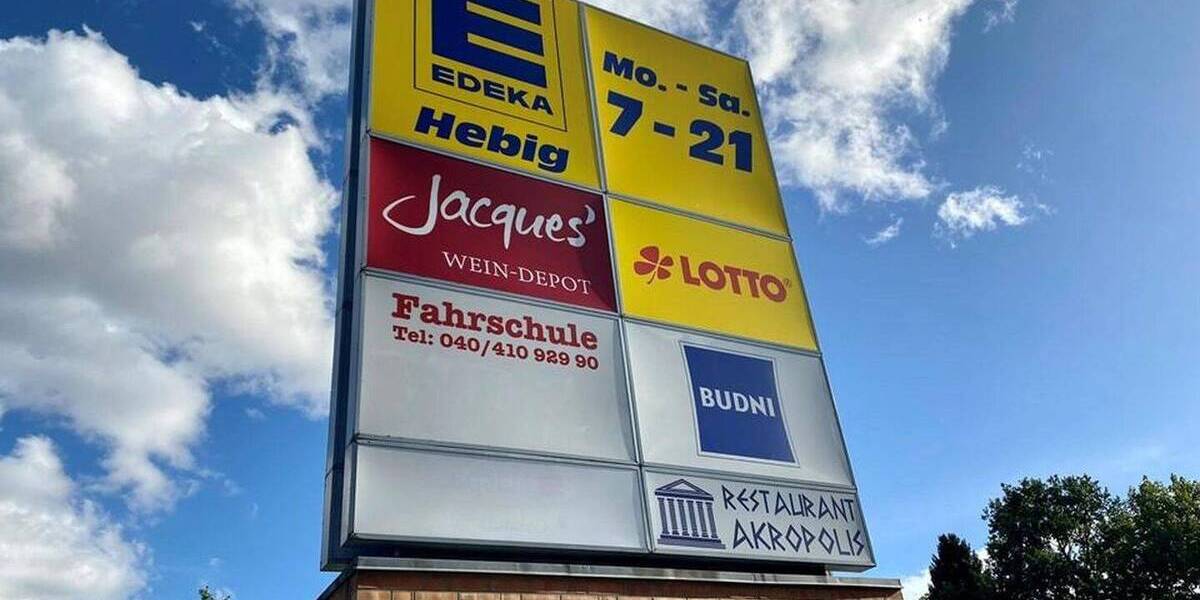 EDEKA
Hebig
Mo. - Sa.
7 - 21
Jacques'
WEIN-DEPOT
LOTTO®
Fahrschule
Tel: 040/410 929 90
BUDNI
RESTAURANT
AKROPOLIS